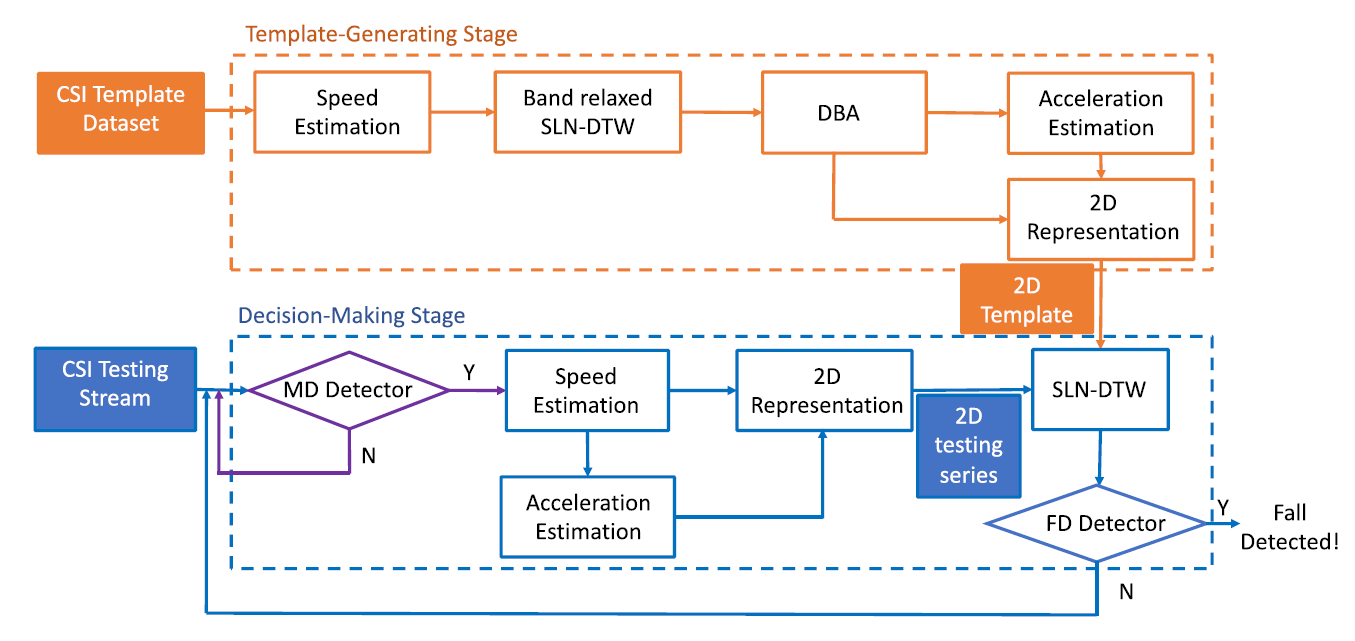 Template-Generating Stage
CSI Template
Dataset
Speed
Estimation
Band relaxed
SLN-DTW
DBA
Acceleration
Estimation
2D
Representation
2D
Template
Decision-Making Stage
CSI Testing
Stream
MD Detector
Y
N
Speed
Estimation
Acceleration
Estimation
2D
Representation
2D
testing
series
SLN-DTW
FD Detector
Y
N
Fall
Detected!